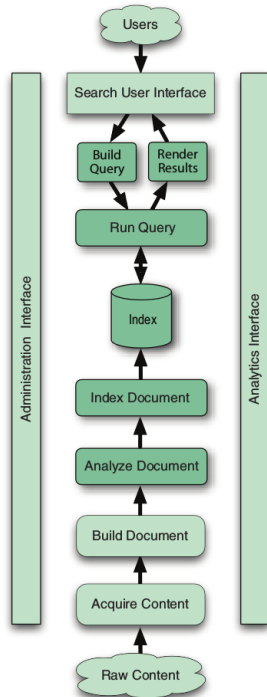 Users
Search User Interface
Build
Query
Render
Results
Run Query
Index
Index Document
Analyze Document
Build Document
Acquire Content
Raw Content
Administration Interface
Analytics Interface